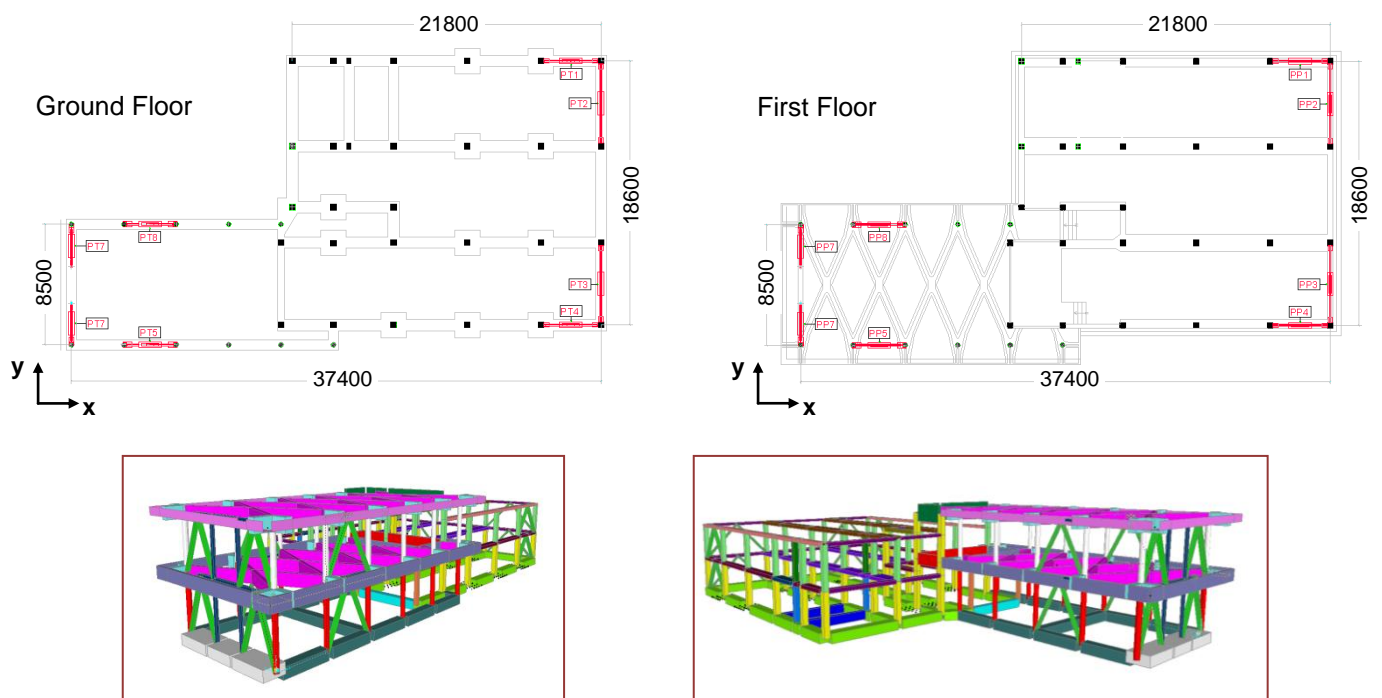 21800
Ground Floor
PT1
PT2
18600
PT8
PT7
8500
PT7
PT5
PT3
PT4
y
x
37400
21800
First Floor
PP1
PP2
18600
PP8
PP7
8500
PP7
PP5
PP3
PP4
y
x
37400